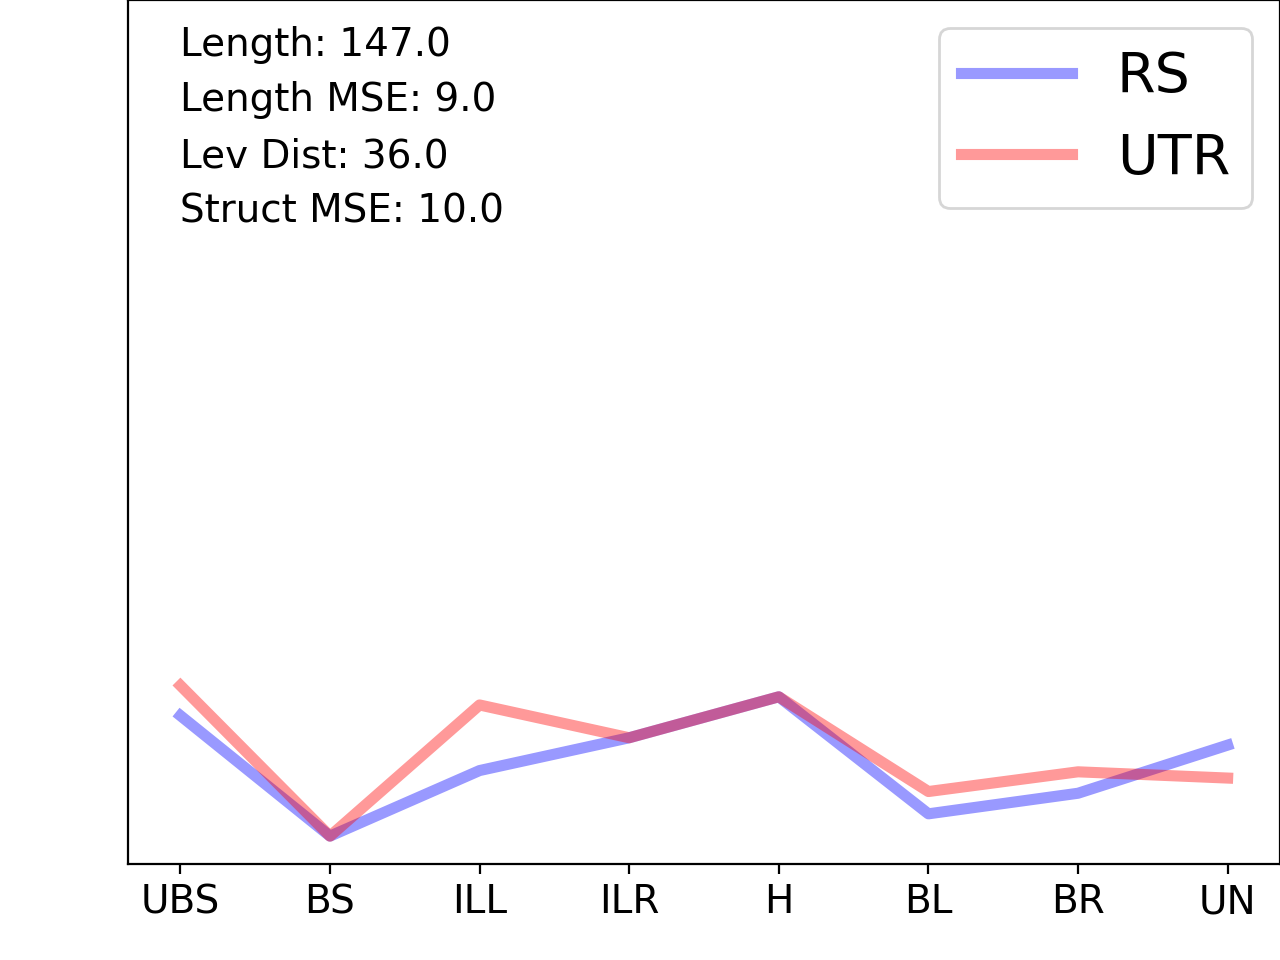 Length: 147.0
Length MSE: 9.0
Lev Dist: 36.0
Struct MSE: 10.0
RS
UTR
UBS BS ILL ILR H BL BR UN